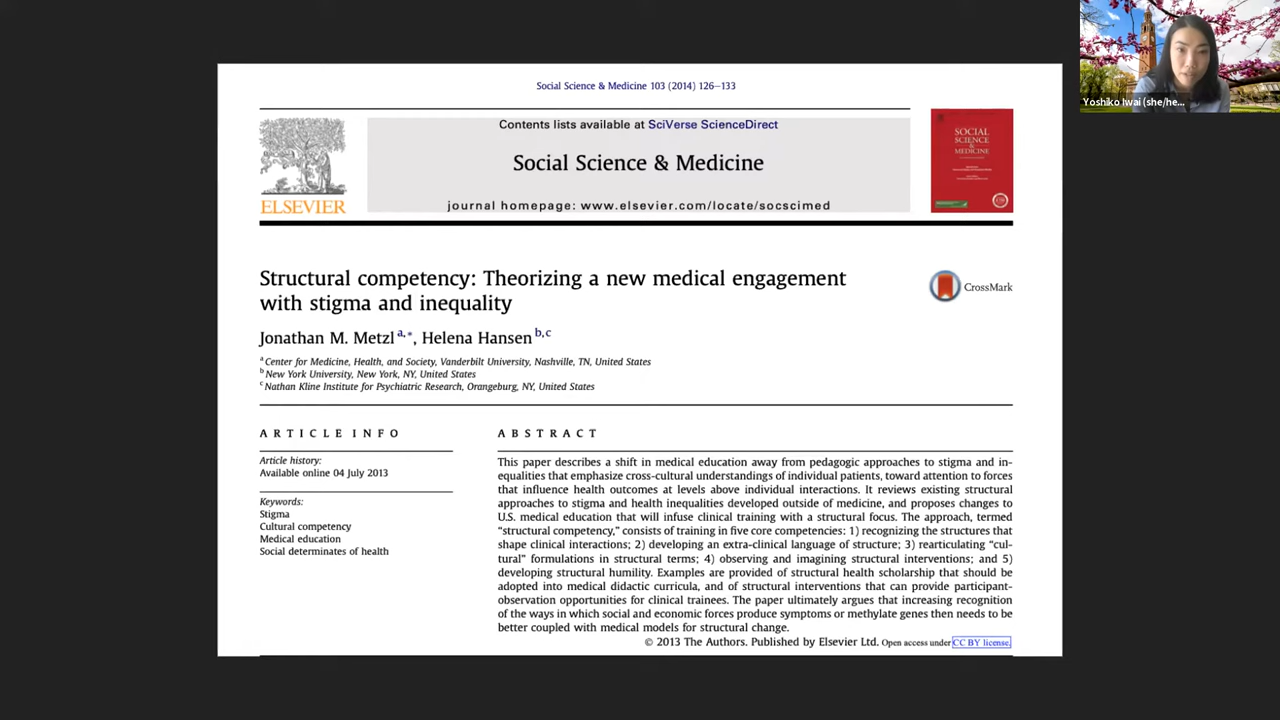 Social Science & Medicine 103 (2014) 126–133
Contents lists available at SciVerse ScienceDirect
Social Science & Medicine
journal homepage: www.elsevier.com/locate/socscimed
ELSEVIER
SOCIAL
SCIENCE
&
MEDICINE
Structural competency: Theorizing a new medical engagement
with stigma and inequality
CrossMark
Jonathan M. Metzl a,*, Helena Hansen b,c
a Center for Medicine, Health, and Society, Vanderbilt University, Nashville, TN, United States
b New York University, New York, NY, United States
c Nathan Kline Institute for Psychiatric Research, Orangeburg, NY, United States
ARTICLE INFO
Article history:
Available online 04 July 2013
Keywords:
Stigma
Cultural competency
Medical education
Social determinates of health
ABSTRACT
This paper describes a shift in medical education away from pedagogic approaches to stigma and in-
equalities that emphasize cross-cultural understandings of individual patients, toward attention to forces
that influence health outcomes at levels above individual interactions. It reviews existing structural
approaches to stigma and health inequalities developed outside of medicine, and proposes changes to
U.S. medical education that will infuse clinical training with a structural focus. The approach, termed
“structural competency,” consists of training in five core competencies: 1) recognizing the structures that
shape clinical interactions; 2) developing an extra-clinical language of structure; 3) rearticulating “cul-
tural” formulations in structural terms; 4) observing and imagining structural interventions; and 5)
developing structural humility. Examples are provided of structural health scholarship that should be
adopted into medical didactic curricula, and of structural interventions that can provide participant-
observation opportunities for clinical trainees. The paper ultimately argues that increasing recognition
of the ways in which social and economic forces produce symptoms or methylate genes then needs to be
better coupled with medical models for structural change.
© 2013 The Authors. Published by Elsevier Ltd. Open access under CC BY license.
Yoshiko Iwai (she/he...